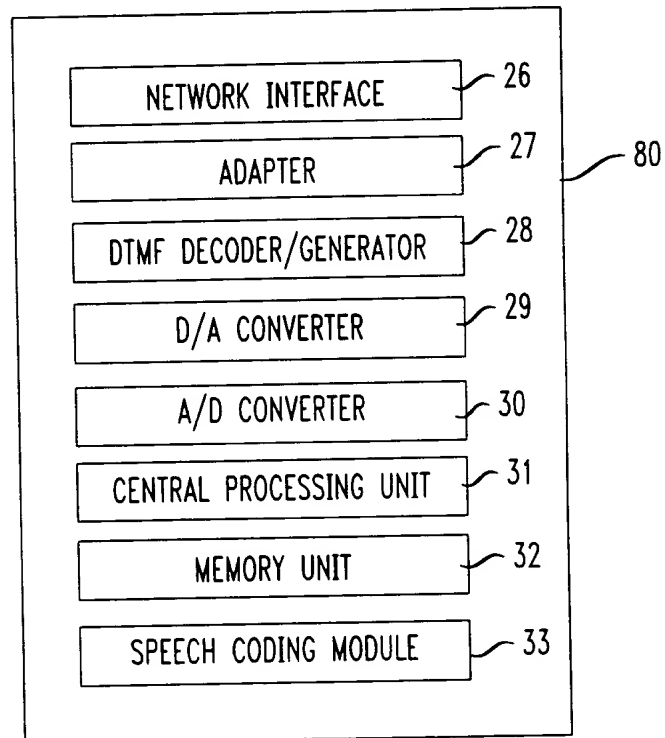 NETWORK INTERFACE 26
ADAPTER 27
80
DTMF DECODER/GENERATOR 28
D/A CONVERTER 29
A/D CONVERTER 30
CENTRAL PROCESSING UNIT 31
MEMORY UNIT 32
SPEECH CODING MODULE 33